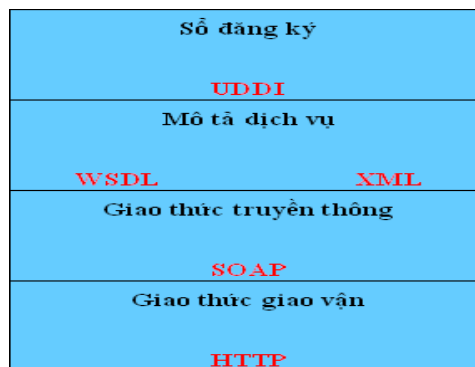 Sổ đăng ký
UDDI
Mô tả dịch vụ
WSDL XML
Giao thức truyền thông
SOAP
Giao thức giao vận
HTTP